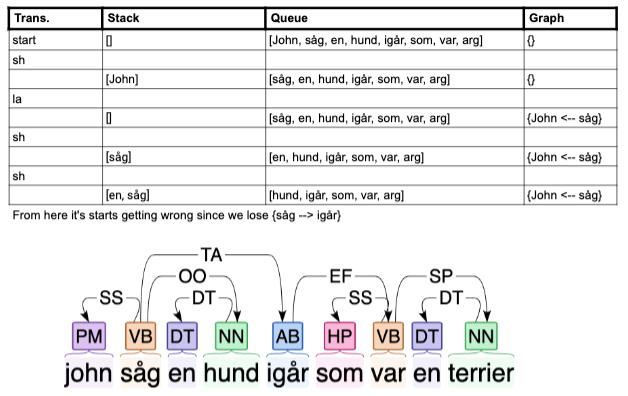 Trans. Stack Queue Graph
start [] [John, såg, en, hund, igår, som, var, arg] {}
sh
[John] [såg, en, hund, igår, som, var, arg] {}
la
[] [såg, en, hund, igår, som, var, arg] {John <-- såg}
sh
[såg] [en, hund, igår, som, var, arg] {John <-- såg}
sh
[en, såg] [hund, igår, som, var, arg] {John <-- såg}
From here it's starts getting wrong since we lose {såg --> igår}
TA
OO EF SP
SS DT SS DT
PM VB DT NN AB HP VB DT NN
john såg en hund igår som var en terrier